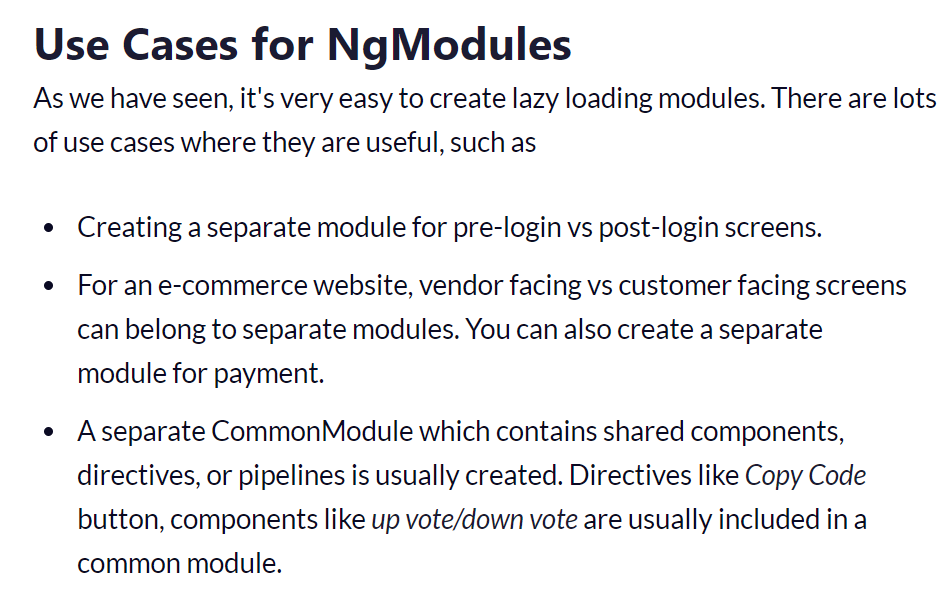 Use Cases for NgModules
As we have seen, it's very easy to create lazy loading modules. There are lots
of use cases where they are useful, such as
• Creating a separate module for pre-login vs post-login screens.
• For an e-commerce website, vendor facing vs customer facing screens
can belong to separate modules. You can also create a separate
module for payment.
• A separate CommonModule which contains shared components,
directives, or pipelines is usually created. Directives like Copy Code
button, components like up vote/down vote are usually included in a
common module.